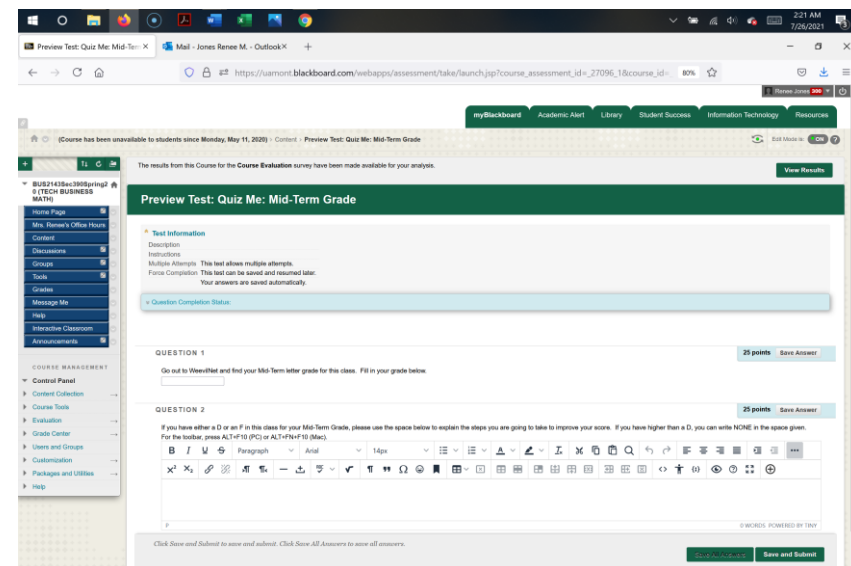 2:21 AM
7/26/2021
Preview Test: Quiz Me: Mid-Ter
Mail - Jones Renee M. - Outlook
https://uamont.blackboard.com/webapps/assessment/take/launch.jsp?course_assessment_id=_27096_1&course_id=
80%
Renee Jones 300
myBlackboard Academic Alert Library Student Success Information Technology Resources
(Course has been unavailable to students since Monday, May 11, 2020) Content Preview Test: Quiz Me: Mid-Term Grade
Edit Mode is: ON
The results from this Course for the Course Evaluation survey have been made available for your analysis.
View Results
BUS2143Sec390Spring2
0 (TECH BUSINESS
MATH)
Home Page
Mrs. Renee's Office Hours
Content
Discussions
Groups
Tools
Grades
Message Me
Help
Interactive Classroom
Announcements
COURSE MANAGEMENT
Control Panel
Content Collection
Course Tools
Evaluation
Grade Center
Users and Groups
Customization
Packages and Utilities
Help
Preview Test: Quiz Me: Mid-Term Grade
* Test Information
Description
Instructions
Multiple Attempts This test allows multiple attempts.
Force Completion This test can be saved and resumed later.
Your answers are saved automatically.
Question Completion Status:
QUESTION 1
25 points Save Answer
Go out to WeevilNet and find your Mid-Term letter grade for this class. Fill in your grade below.
QUESTION 2
25 points Save Answer
If you have either a D or an F in this class for your Mid-Term Grade, please use the space below to explain the steps you are going to take to improve your score. If you have higher than a D, you can write NONE in the space given.
For the toolbar, press ALT+F10 (PC) or ALT+FN+F10 (Mac).
B I U S Paragraph Arial 14px
P
0 WORDS POWERED BY TINY
Click Save and Submit to save and submit. Click Save All Answers to save all answers.
Save All Answers Save and Submit